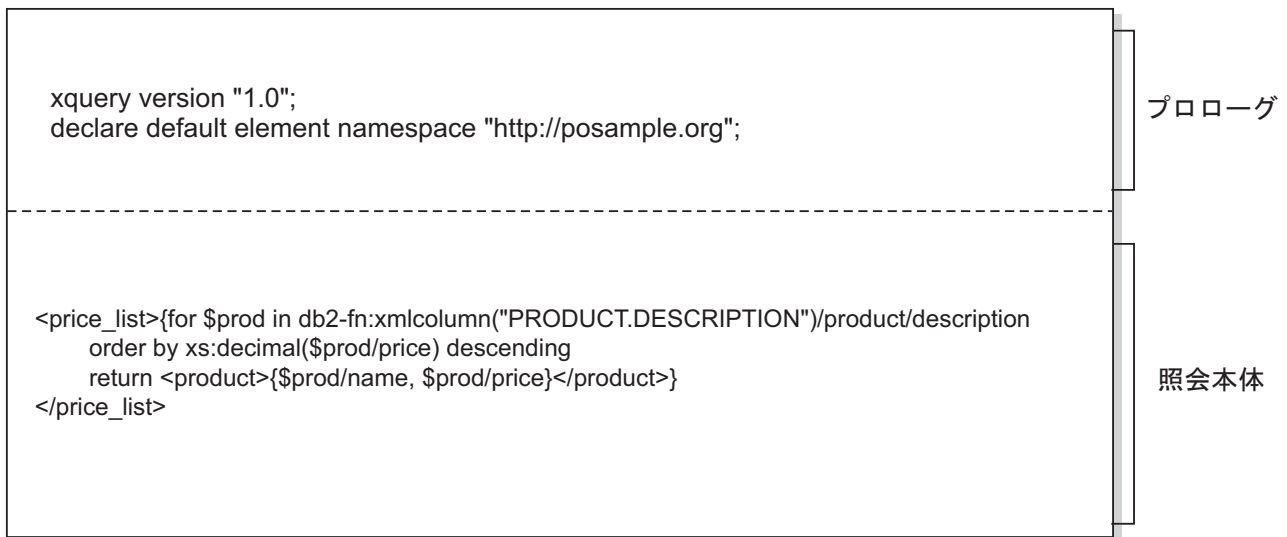 xquery version "1.0";
declare default element namespace "http://posample.org";
プロローグ
<price_list>{for $prod in db2-fn:xmlcolumn("PRODUCT.DESCRIPTION")/product/description
order by xs:decimal($prod/price) descending
return <product>{$prod/name, $prod/price}</product>}
</price_list>
照会本体